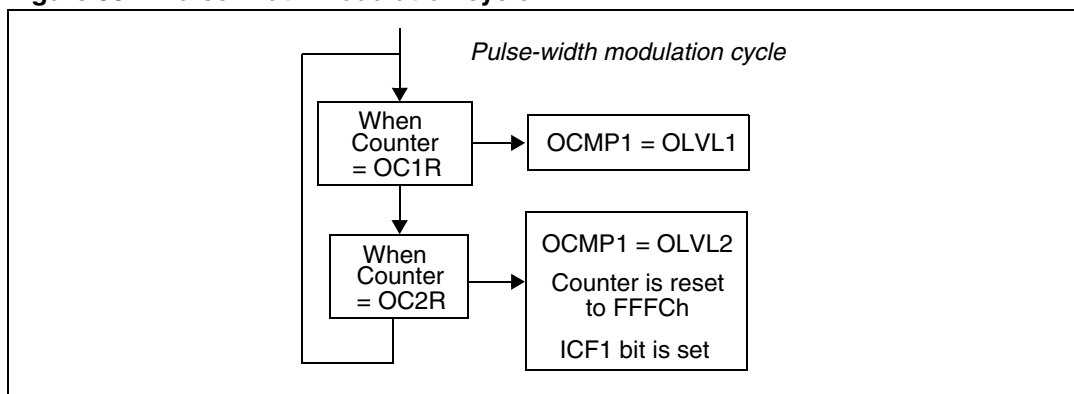 Pulse-width modulation cycle
When
Counter
= OC1R
OCMP1 = OLVL1
When
Counter
= OC2R
OCMP1 = OLVL2
Counter is reset
to FFFCh
ICF1 bit is set